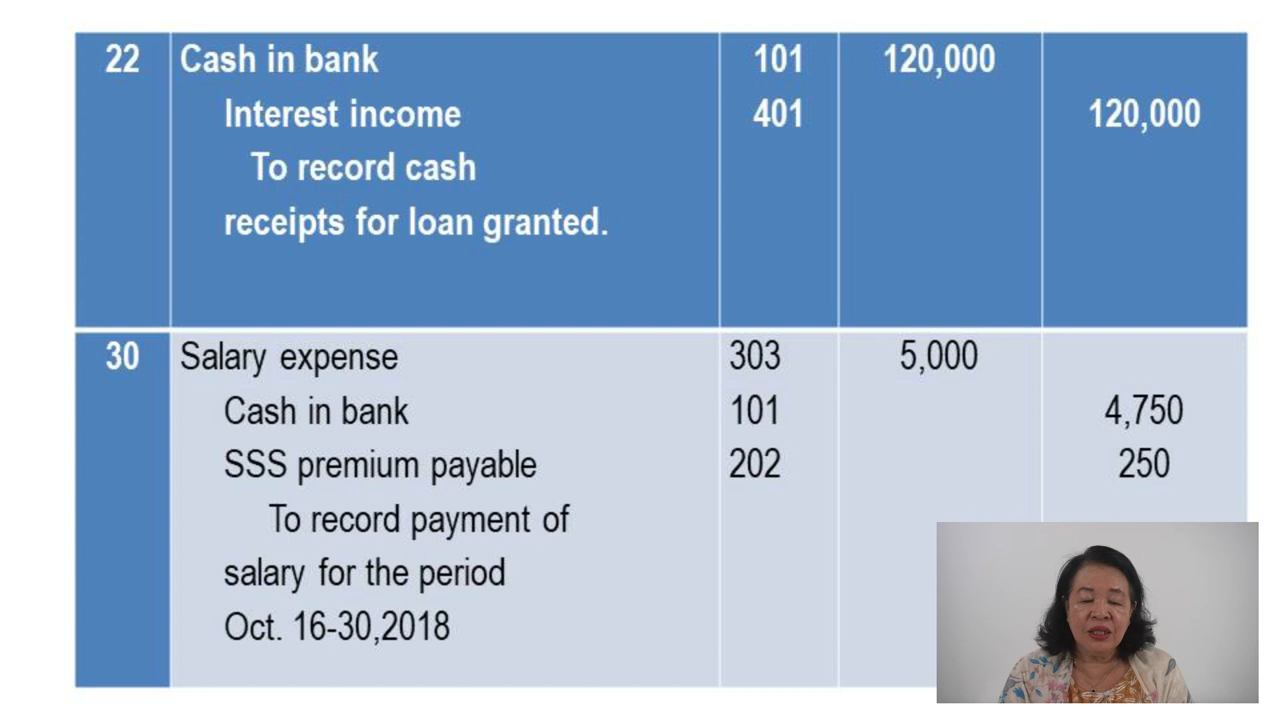 22 Cash in bank 101 120,000
Interest income 401 120,000
To record cash
receipts for loan granted.
30 Salary expense 303 5,000
Cash in bank 101 4,750
SSS premium payable 202 250
To record payment of
salary for the period
Oct. 16-30,2018